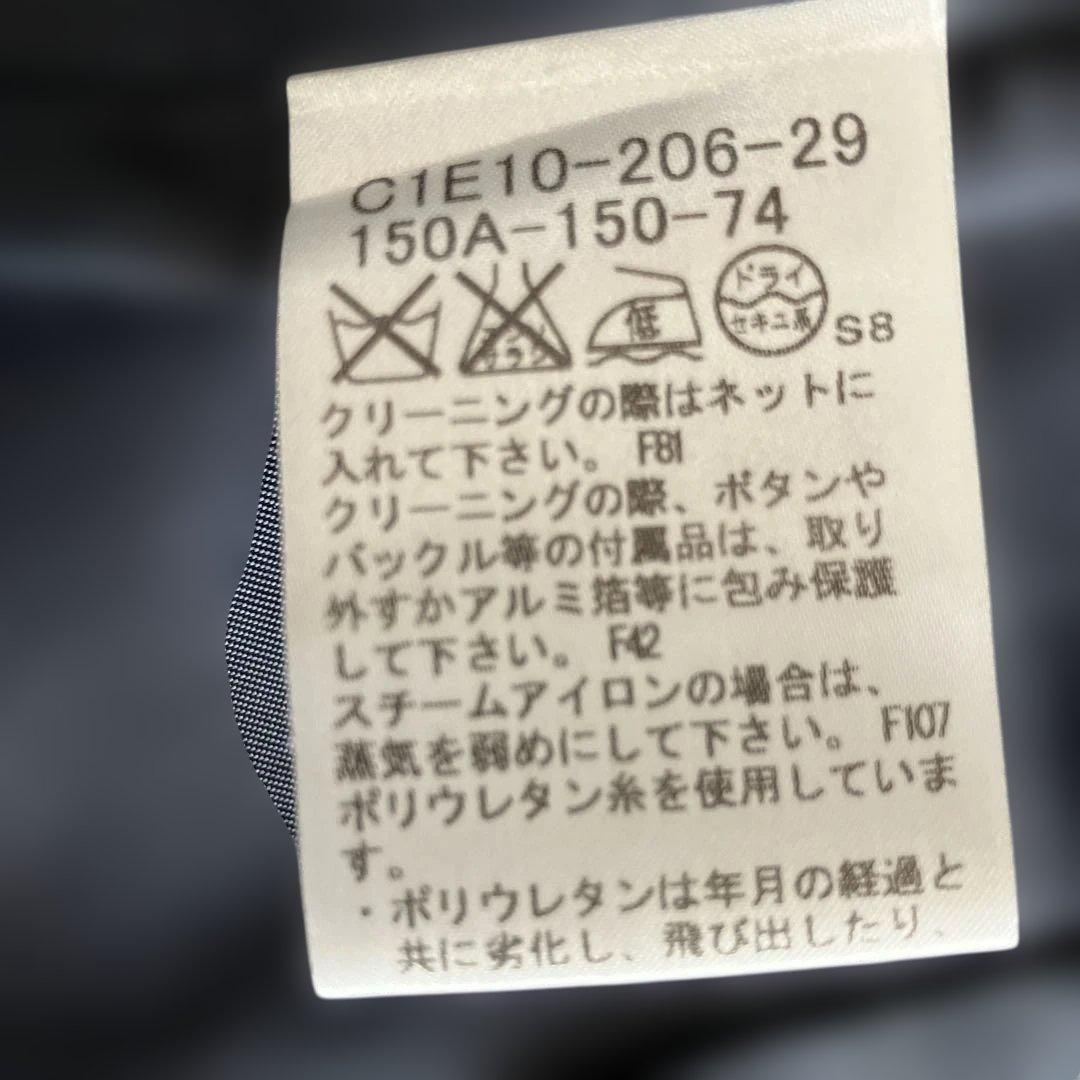 C1E10-206-29
150A-150-74
低
ドライ
セキユ系
S8
クリーニングの際はネットに
入れて下さい。 F81
クリーニングの際、ボタンや
バックル等の付属品は、取り
外すかアルミ箔等に包み保護
して下さい。 F42
スチームアイロンの場合は、
蒸気を弱めにして下さい。 F107
ポリウレタン糸を使用していま
す。
・ポリウレタンは年月の経過と
共に劣化し、飛び出したり、